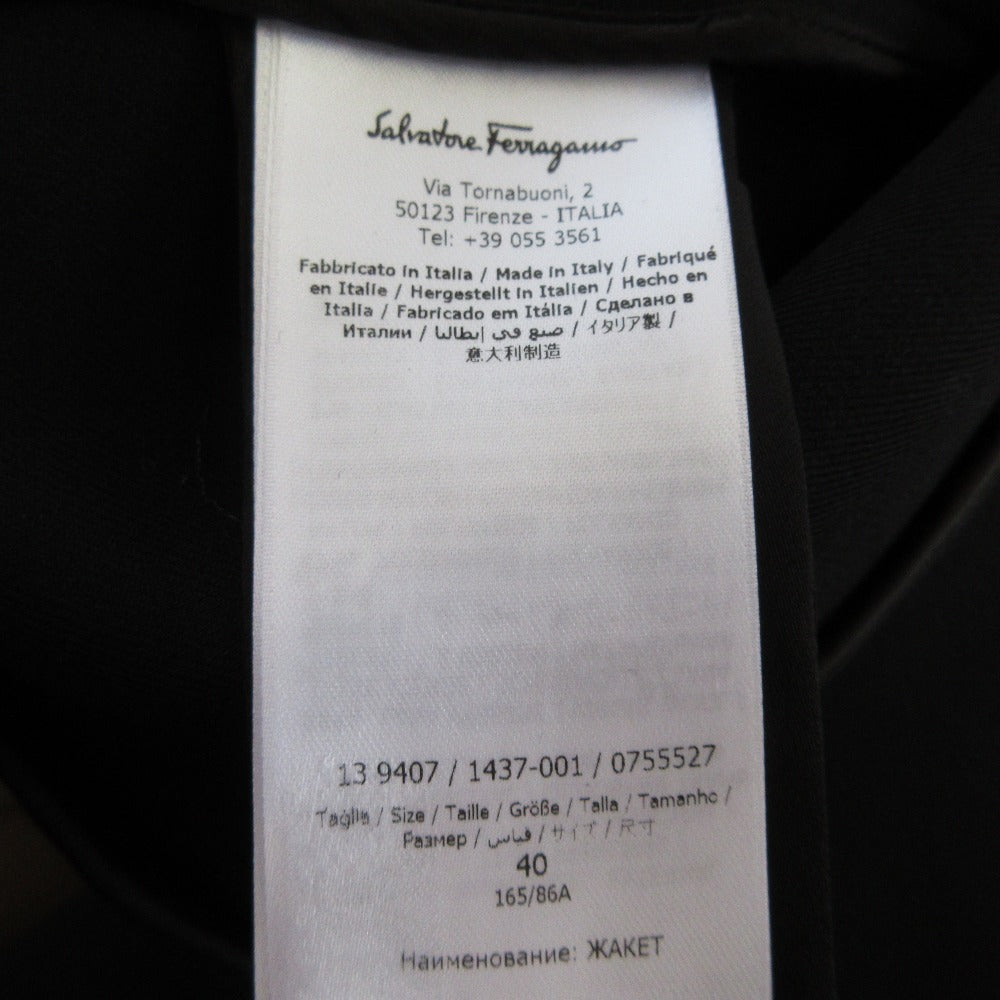 Salvatore Ferragamo
Via Tornabuoni, 2
50123 Firenze - ITALIA
Tel: +39 055 3561
Fabbricato in Italia / Made in Italy / Fabriqué
en Italie / Hergestellt in Italien / Hecho en
Italia / Fabricado em Itália / Сделано в
Италии / صنع في إيطاليا / イタリア製 /
意大利制造
13 9407 / 1437-001 / 0755527
Taglia / Size / Taille / Größe / Talla / Tamanho /
Размер / قياس / サイズ / 尺寸
40
165/86A
Наименование: ЖАКЕТ